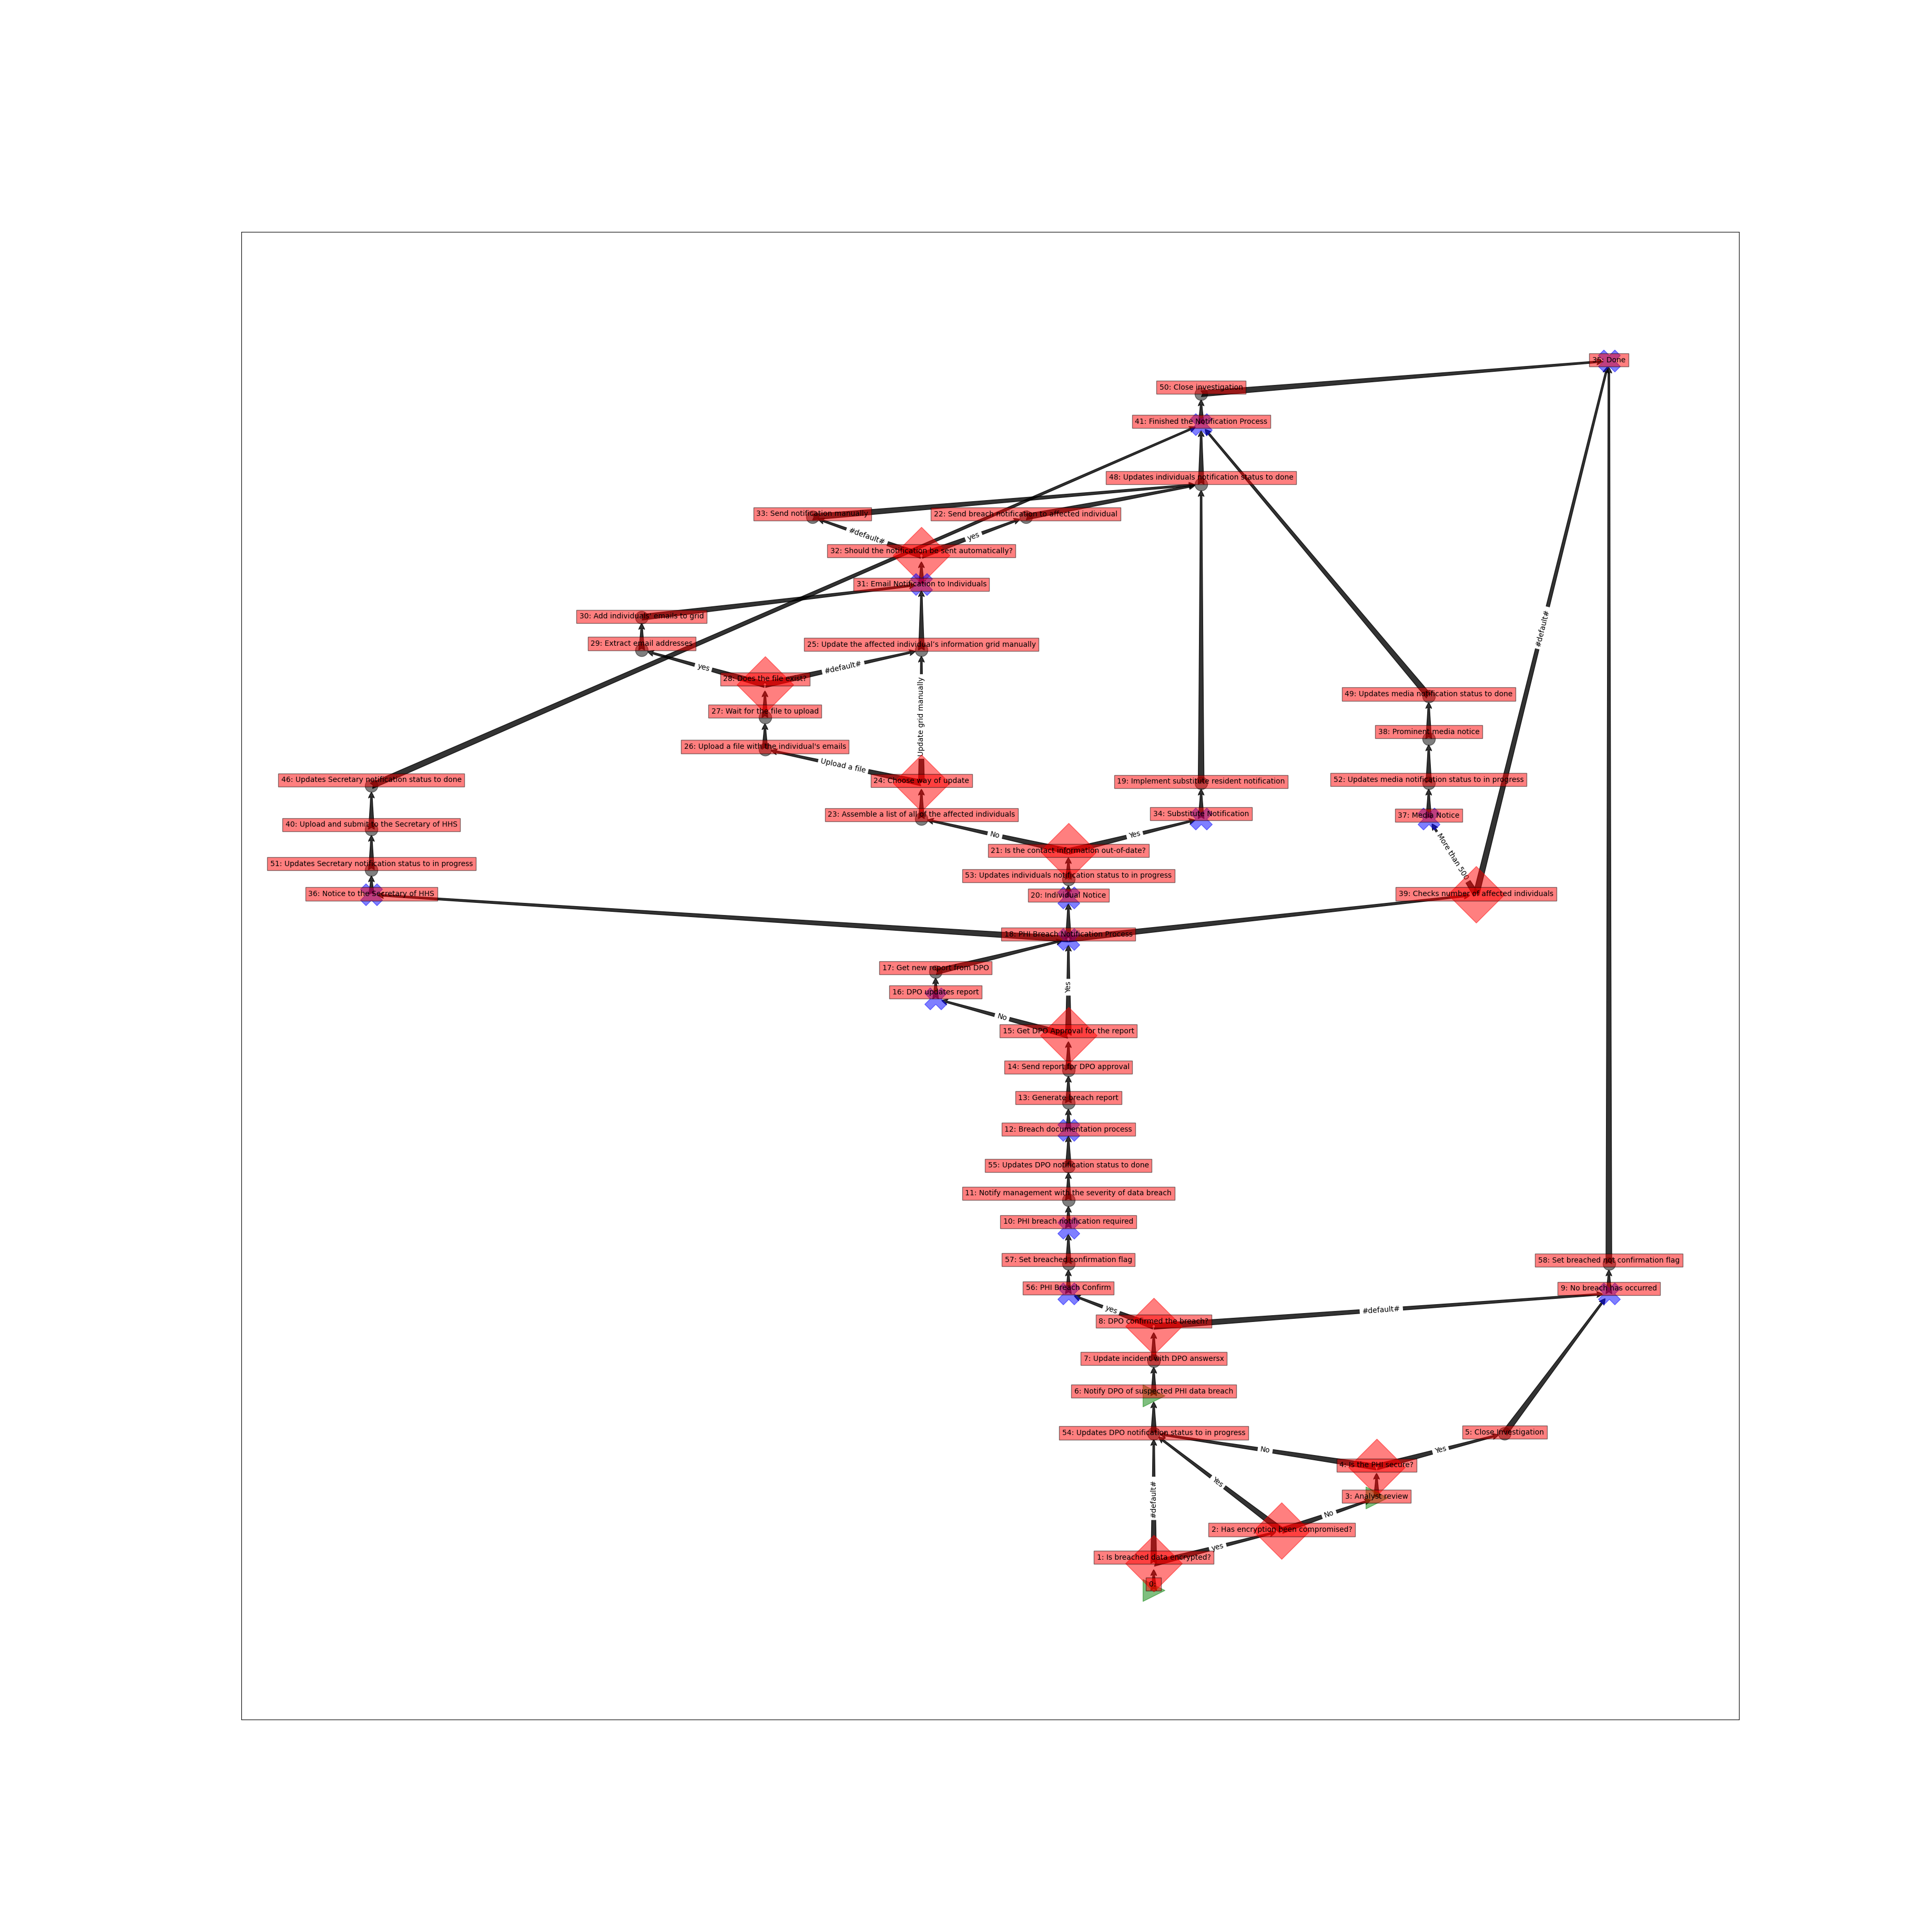 35: Done
50: Close investigation
41: Finished the Notification Process
48: Updates individuals notification status to done
33: Send notification manually
22: Send breach notification to affected individual
#default#
yes
32: Should the notification be sent automatically?
31: Email Notification to Individuals
30: Add individuals' emails to grid
#default#
29: Extract email addresses
25: Update the affected individual's information grid manually
yes
#default#
28: Does the file exist?
49: Updates media notification status to done
27: Wait for the file to upload
Update grid manually
38: Prominent media notice
26: Upload a file with the individual's emails
Upload a file
46: Updates Secretary notification status to done
24: Choose way of update
19: Implement substitute resident notification
52: Updates media notification status to in progress
23: Assemble a list of all of the affected individuals
34: Substitute Notification
37: Media Notice
40: Upload and submit to the Secretary of HHS
No
Yes
21: Is the contact information out-of-date?
More than 500
51: Updates Secretary notification status to in progress
53: Updates individuals notification status to in progress
36: Notice to the Secretary of HHS
20: Individual Notice
39: Checks number of affected individuals
18: PHI Breach Notification Process
17: Get new report from DPO
Yes
16: DPO updates report
No
15: Get DPO Approval for the report
14: Send report for DPO approval
13: Generate breach report
12: Breach documentation process
55: Updates DPO notification status to done
11: Notify management with the severity of data breach
10: PHI breach notification required
57: Set breached confirmation flag
58: Set breached not confirmation flag
56: PHI Breach Confirm
9: No breach has occurred
yes
#default#
8: DPO confirmed the breach?
7: Update incident with DPO answersx
6: Notify DPO of suspected PHI data breach
54: Updates DPO notification status to in progress
5: Close Investigation
No
Yes
4: Is the PHI secure?
Yes
#default#
3: Analyst review
No
2: Has encryption been compromised?
yes
1: Is breached data encrypted?
0: